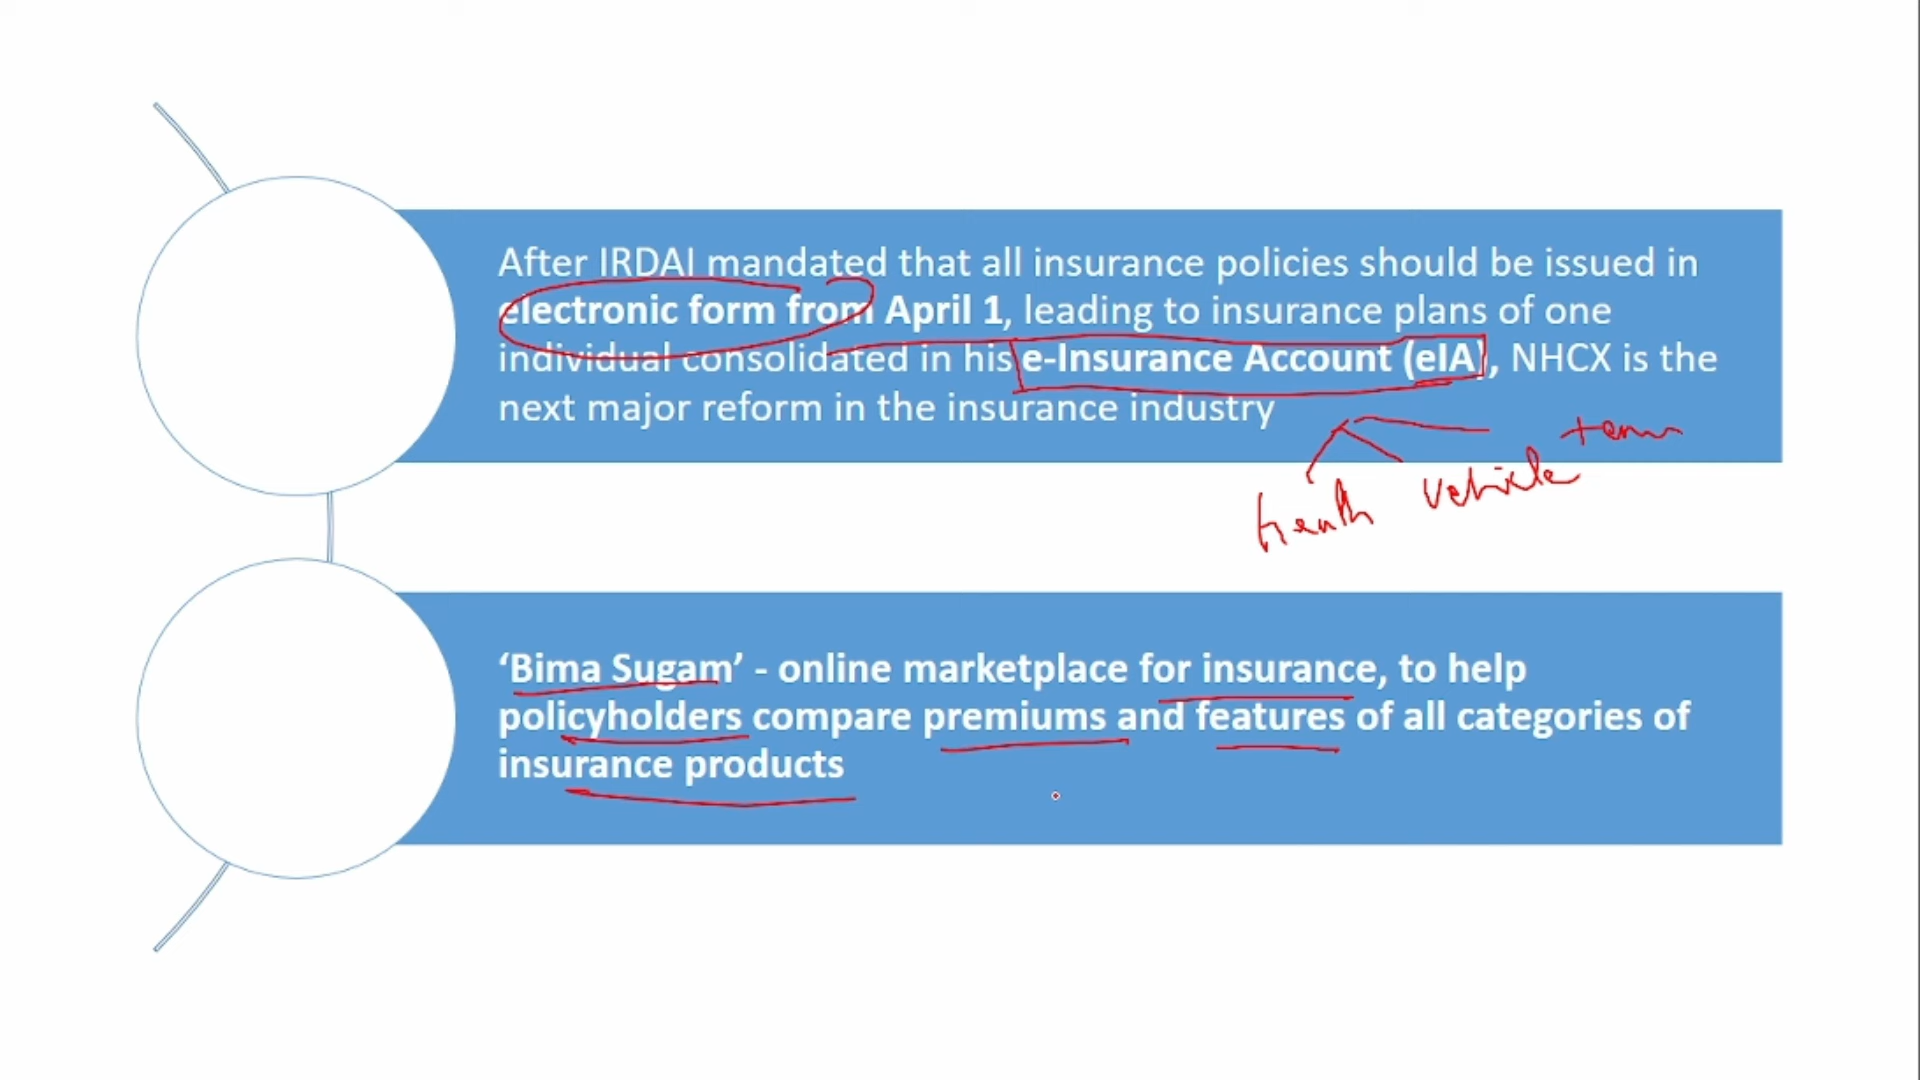 After IRDAI mandated that all insurance policies should be issued in
electronic form from April 1, leading to insurance plans of one
individual consolidated in his e-Insurance Account (eIA), NHCX is the
next major reform in the insurance industry
term
Health vehicle
‘Bima Sugam’ - online marketplace for insurance, to help
policyholders compare premiums and features of all categories of
insurance products